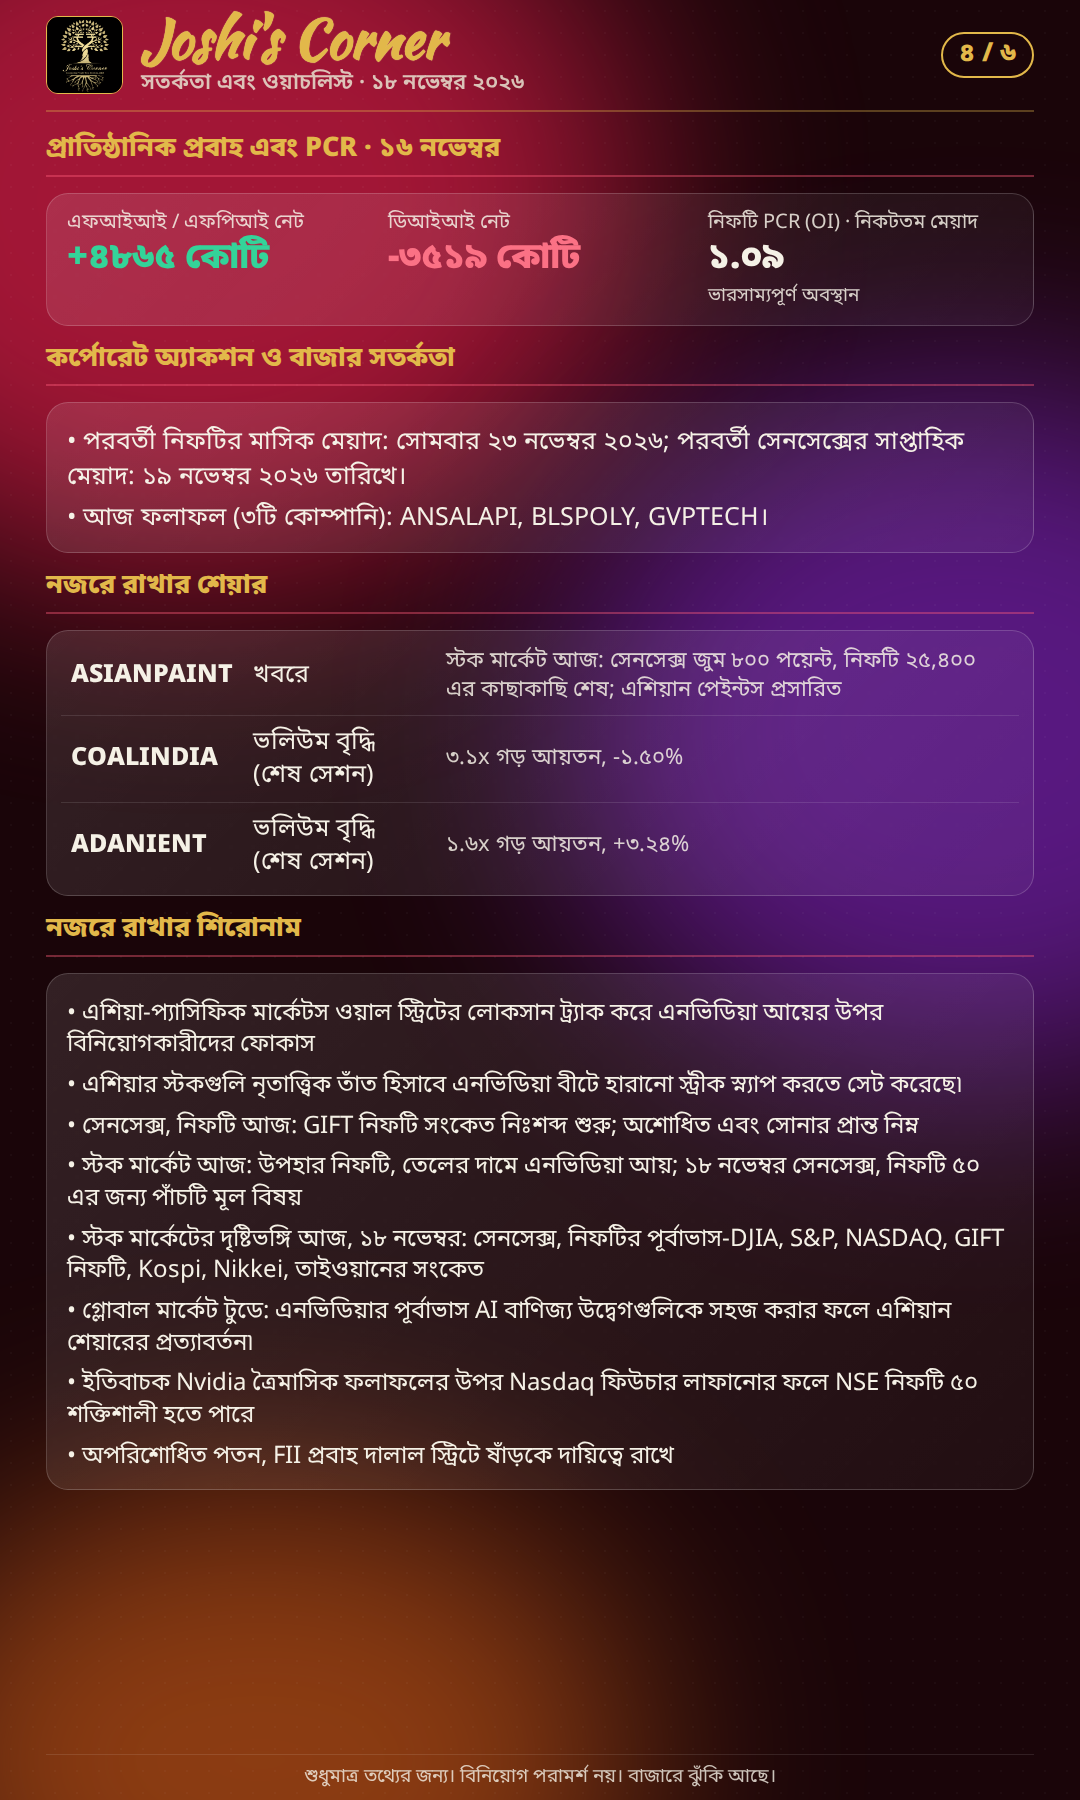 Joshi's Corner
সতর্কতা এবং ওয়াচলিস্ট · ১৮ নভেম্বর ২০২৬
৪ / ৬
প্রাতিষ্ঠানিক প্রবাহ এবং PCR · ১৬ নভেম্বর
এফআইআই / এফপিআই নেট
+৪৮৬৫ কোটি
ডিআইআই নেট
-৩৫১৯ কোটি
নিফটি PCR (OI) · নিকটতম মেয়াদ
১.০৯
ভারসাম্যপূর্ণ অবস্থান
কর্পোরেট অ্যাকশন ও বাজার সতর্কতা
• পরবর্তী নিফটির মাসিক মেয়াদ: সোমবার ২৩ নভেম্বর ২০২৬; পরবর্তী সেনসেক্সের সাপ্তাহিক
মেয়াদ: ১৯ নভেম্বর ২০২৬ তারিখে।
• আজ ফলাফল (৩টি কোম্পানি): ANSALAPI, BLSPOLY, GVPTECH।
নজরে রাখার শেয়ার
ASIANPAINT খবরে
স্টক মার্কেট আজ: সেনসেক্স জুম ৮০০ পয়েন্ট, নিফটি ২৫,৪০০
এর কাছাকাছি শেষ; এশিয়ান পেইন্টস প্রসারিত
COALINDIA
ভলিউম বৃদ্ধি
(শেষ সেশন)
৩.১x গড় আয়তন, -১.৫০%
ADANIENT
ভলিউম বৃদ্ধি
(শেষ সেশন)
১.৬x গড় আয়তন, +৩.২৪%
নজরে রাখার শিরোনাম
• এশিয়া-প্যাসিফিক মার্কেটস ওয়াল স্ট্রিটের লোকসান ট্র্যাক করে এনভিডিয়া আয়ের উপর
বিনিয়োগকারীদের ফোকাস
• এশিয়ার স্টকগুলি নৃতাত্ত্বিক তাঁত হিসাবে এনভিডিয়া বীটে হারানো স্ট্রীক স্ন্যাপ করতে সেট করেছে৷
• সেনসেক্স, নিফটি আজ: GIFT নিফটি সংকেত নিঃশব্দ শুরু; অশোধিত এবং সোনার প্রান্ত নিম্ন
• স্টক মার্কেট আজ: উপহার নিফটি, তেলের দামে এনভিডিয়া আয়; ১৮ নভেম্বর সেনসেক্স, নিফটি ৫০
এর জন্য পাঁচটি মূল বিষয়
• স্টক মার্কেটের দৃষ্টিভঙ্গি আজ, ১৮ নভেম্বর: সেনসেক্স, নিফটির পূর্বাভাস-DJIA, S&P, NASDAQ, GIFT
নিফটি, Kospi, Nikkei, তাইওয়ানের সংকেত
• গ্লোবাল মার্কেট টুডে: এনভিডিয়ার পূর্বাভাস AI বাণিজ্য উদ্বেগগুলিকে সহজ করার ফলে এশিয়ান
শেয়ারের প্রত্যাবর্তন৷
• ইতিবাচক Nvidia ত্রৈমাসিক ফলাফলের উপর Nasdaq ফিউচার লাফানোর ফলে NSE নিফটি ৫০
শক্তিশালী হতে পারে
• অপরিশোধিত পতন, FII প্রবাহ দালাল স্ট্রিটে ষাঁড়কে দায়িত্বে রাখে
শুধুমাত্র তথ্যের জন্য। বিনিয়োগ পরামর্শ নয়। বাজারে ঝুঁকি আছে।